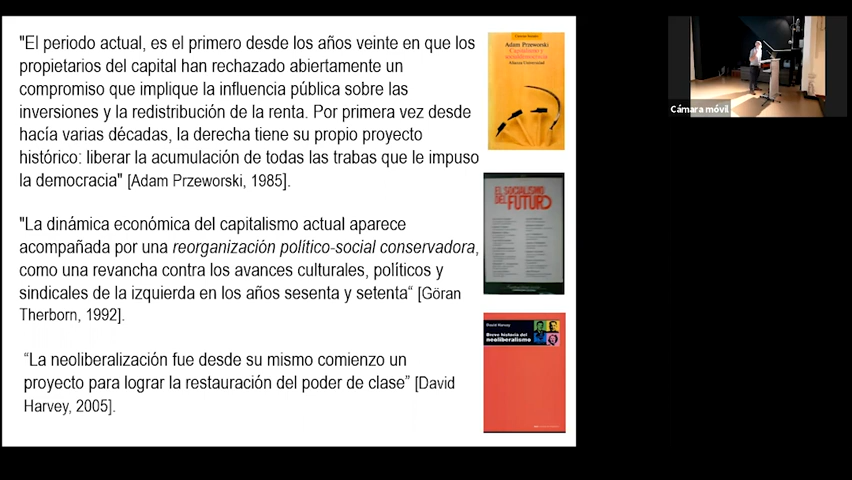 "El periodo actual, es el primero desde los años veinte en que los
propietarios del capital han rechazado abiertamente un
compromiso que implique la influencia pública sobre las
inversiones y la redistribución de la renta. Por primera vez desde
hacía varias décadas, la derecha tiene su propio proyecto
histórico: liberar la acumulación de todas las trabas que le impuso
la democracia" [Adam Przeworski, 1985].
"La dinámica económica del capitalismo actual aparece
acompañada por una reorganización político-social conservadora,
como una revancha contra los avances culturales, políticos y
sindicales de la izquierda en los años sesenta y setenta“ [Göran
Therborn, 1992].
“La neoliberalización fue desde su mismo comienzo un
proyecto para lograr la restauración del poder de clase” [David
Harvey, 2005].
Adam Przeworski
Capitalismo y
socialdemocracia
Alianza Universidad
EL SOCIALISMO
DEL FUTURO
David Harvey
Breve historia del
neoliberalismo
Cámara móvil